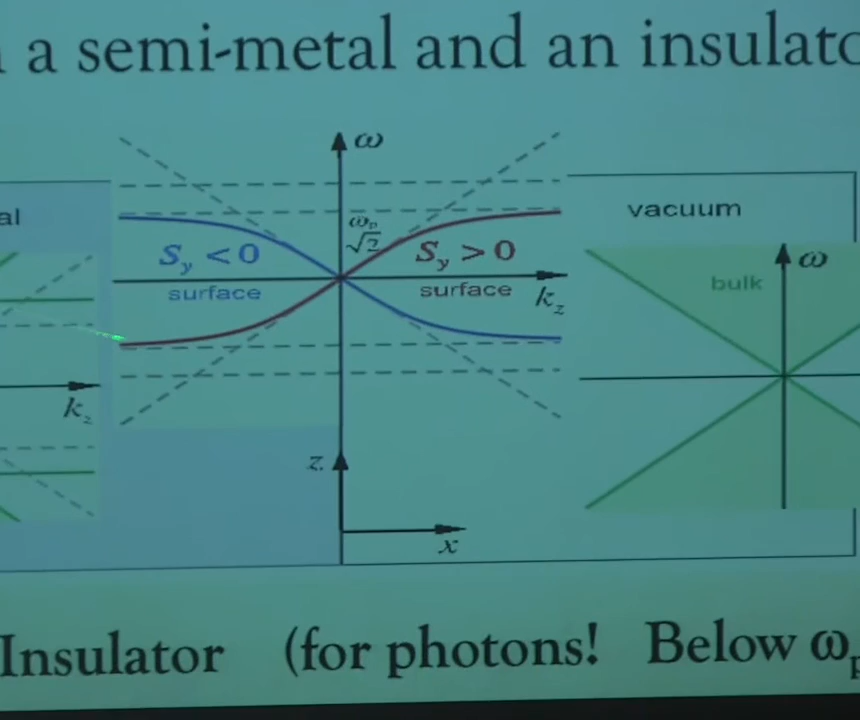 a semi-metal and an
ω
al
vacuum
ω_p/√2
S_y < 0
S_y > 0
surface
surface
k_z
bulk
ω
k_z
z
x
Insulator (for photons! Below ω_p